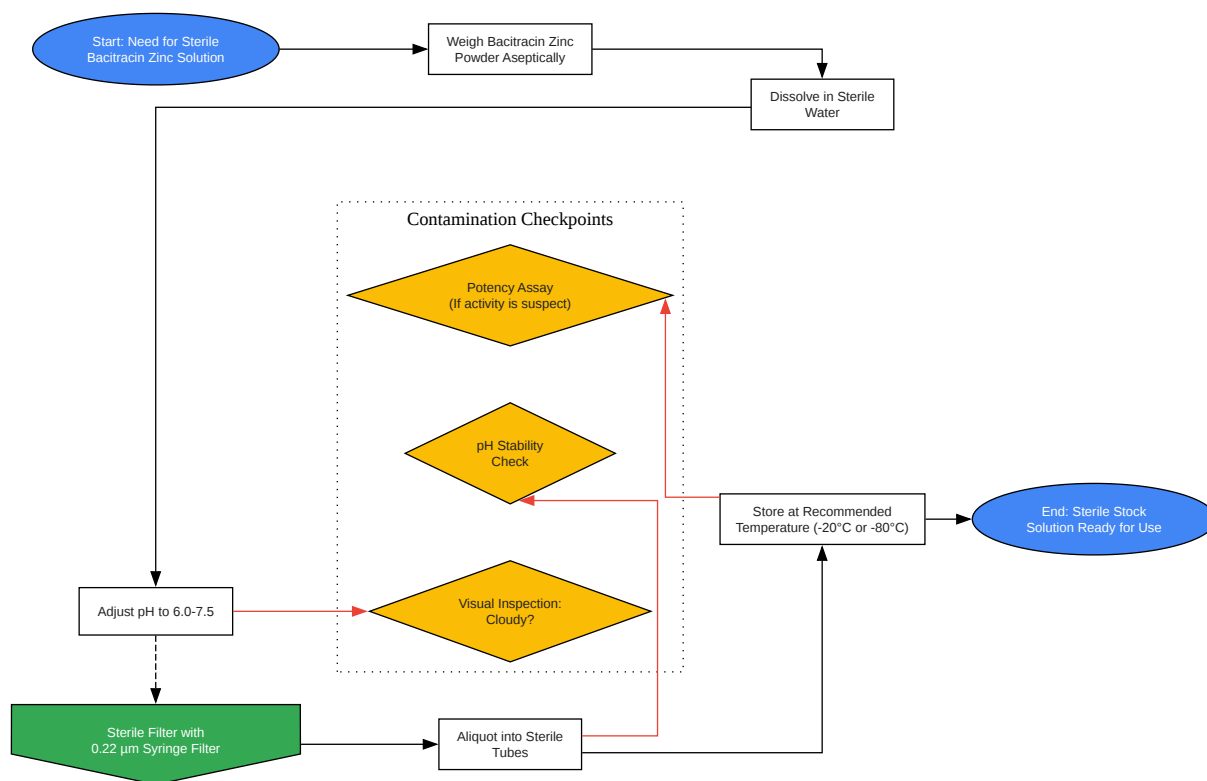 Start: Need for Sterile
Bacitracin Zinc Solution
Weigh Bacitracin Zinc
Powder Aseptically
Dissolve in Sterile
Water
Contamination Checkpoints
Potency Assay
(If activity is suspect)
pH Stability
Check
Store at Recommended
Temperature (-20°C or -80°C)
End: Sterile Stock
Solution Ready for Use
Adjust pH to 6.0-7.5
Visual Inspection:
Cloudy?
Sterile Filter with
0.22 µm Syringe Filter
Aliquot into Sterile
Tubes